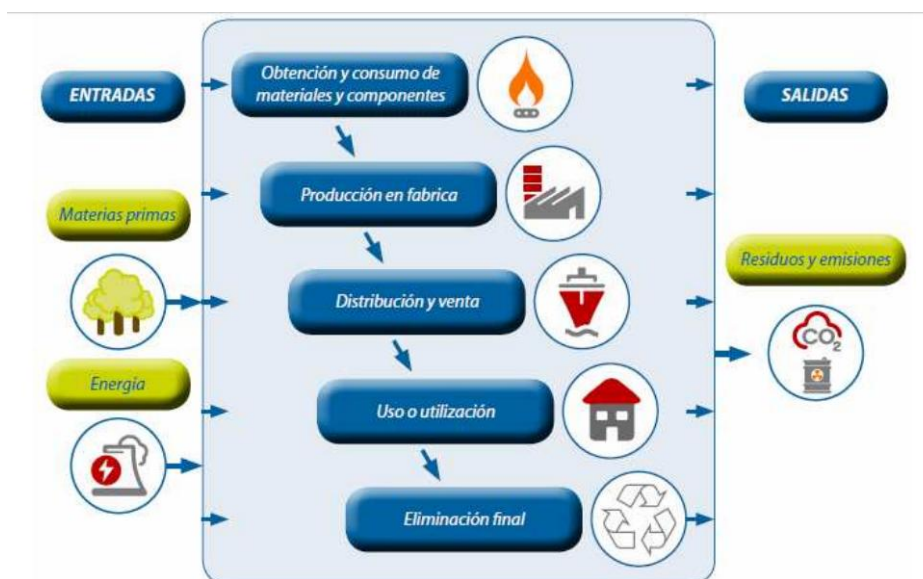 ENTRADAS
Obtención y consumo de
materiales y componentes
SALIDAS
Materias primas
Producción en fabrica
Distribución y venta
Residuos y emisiones
CO2
Energía
Uso o utilización
Eliminación final